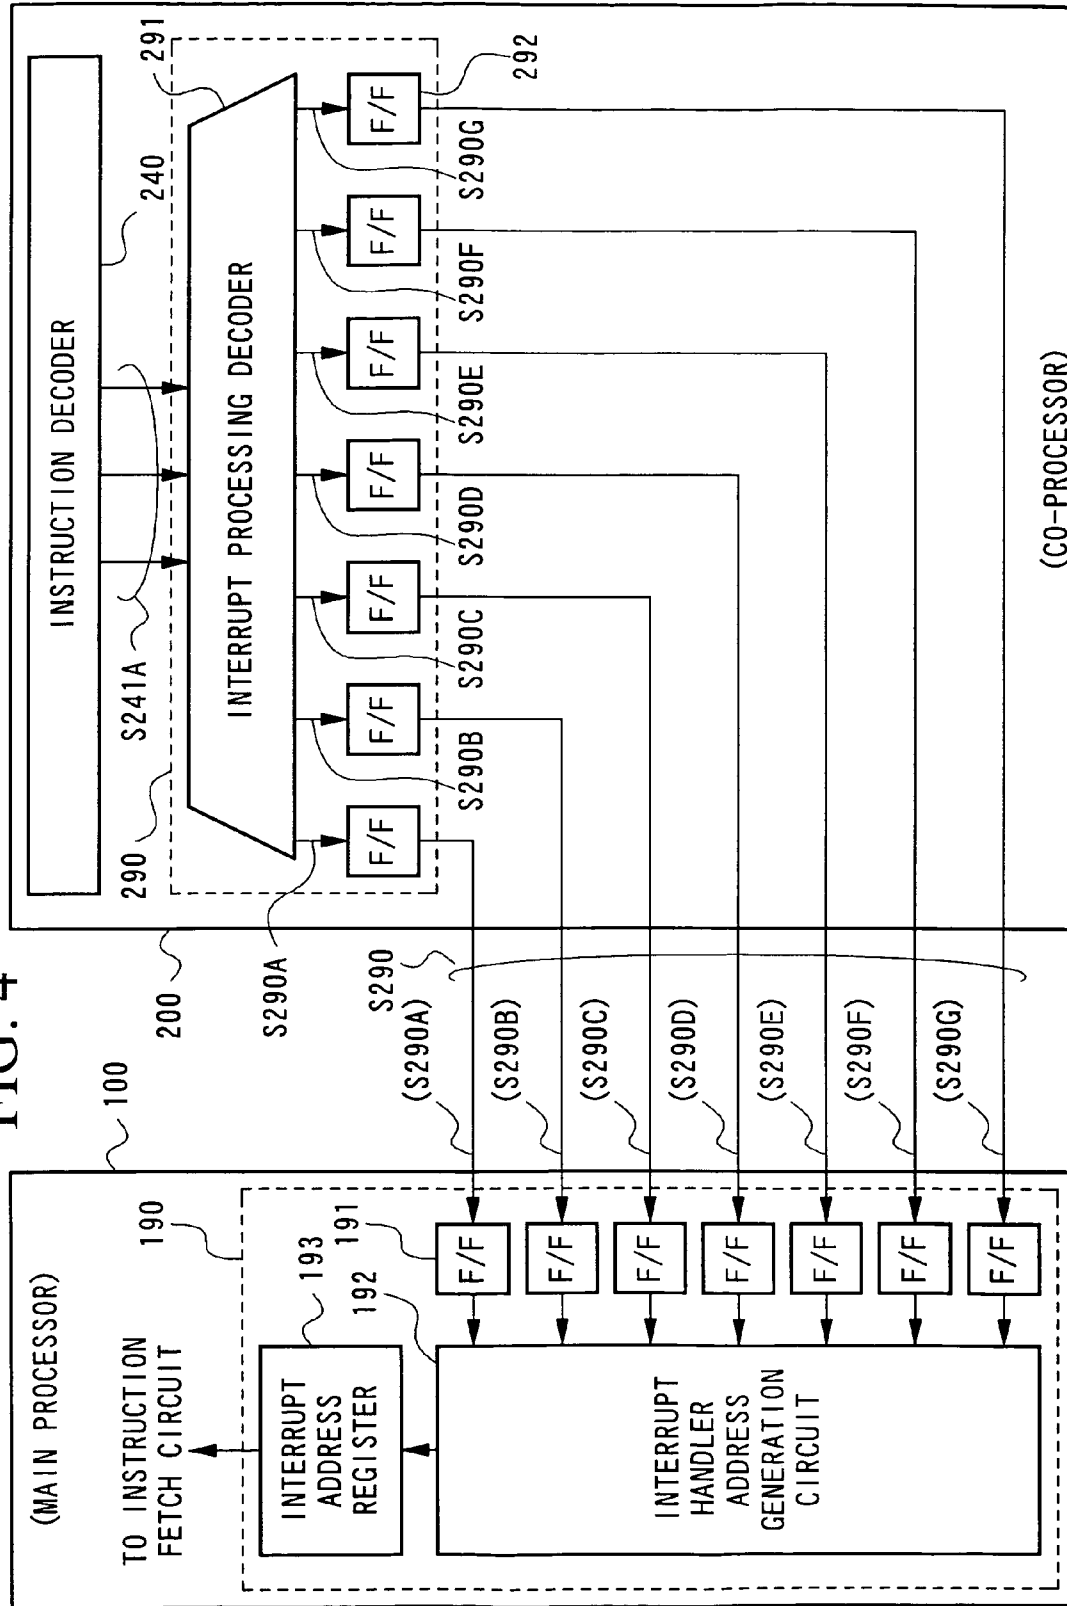 FIG. 4
(MAIN PROCESSOR)
100
TO INSTRUCTION
FETCH CIRCUIT
190
193
INTERRUPT
ADDRESS
REGISTER
191
192
INTERRUPT
HANDLER
ADDRESS
GENERATION
CIRCUIT
F/F
F/F
F/F
F/F
F/F
F/F
F/F
(S290A)
(S290B)
(S290C)
(S290D)
(S290E)
(S290F)
(S290G)
S290
200
INSTRUCTION DECODER
240
S241A
290
291
INTERRUPT PROCESSING DECODER
S290A
S290B
S290C
S290D
S290E
S290F
S290G
F/F
F/F
F/F
F/F
F/F
F/F
F/F
292
(CO-PROCESSOR)